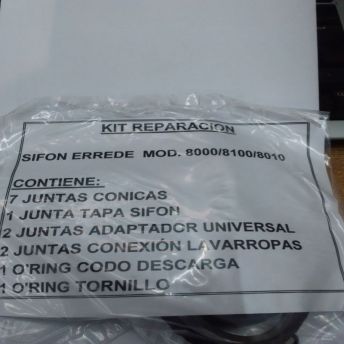 KIT REPARACION
SIFON ERREDE MOD. 8000/8100/8010
CONTIENE:
7 JUNTAS CONICAS
1 JUNTA TAPA SIFON
2 JUNTAS ADAPTADOR UNIVERSAL
2 JUNTAS CONEXIÓN LAVARROPAS
1 O'RING CODO DESCARGA
1 O'RING TORNILLO